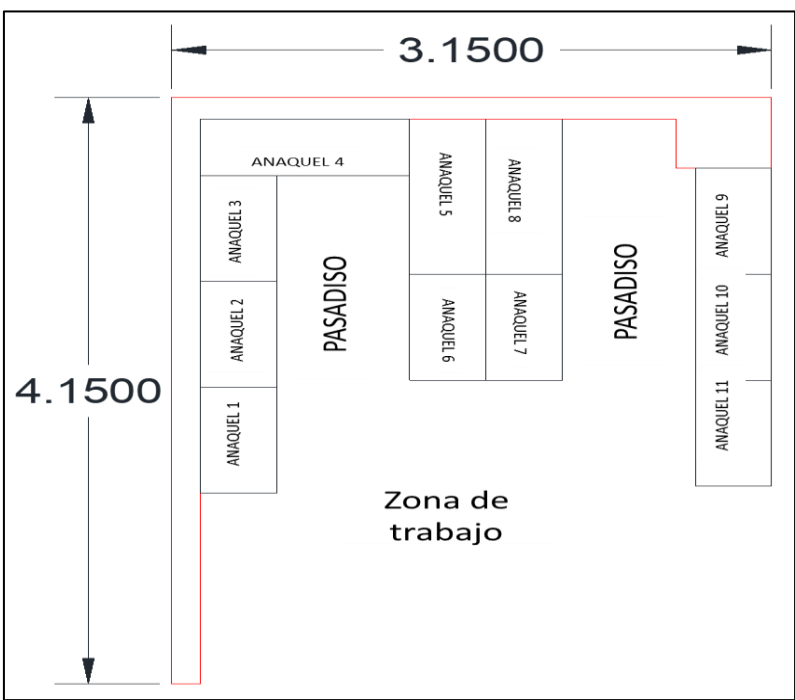 3.1500
4.1500
ANAQUEL 4
ANAQUEL 3
ANAQUEL 2
ANAQUEL 1
PASADISO
ANAQUEL 5
ANAQUEL 8
ANAQUEL 6
ANAQUEL 7
PASADISO
ANAQUEL 9
ANAQUEL 10
ANAQUEL 11
Zona de
trabajo